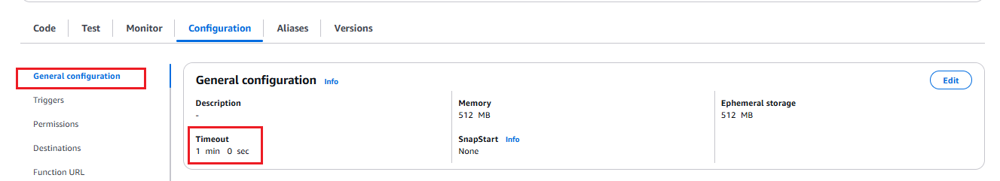 Code Test Monitor Configuration Aliases Versions
General configuration
Triggers
Permissions
Destinations
Function URL
General configuration Info Edit
Description Memory Ephemeral storage
- 512 MB 512 MB
Timeout SnapStart Info
1 min 0 sec None